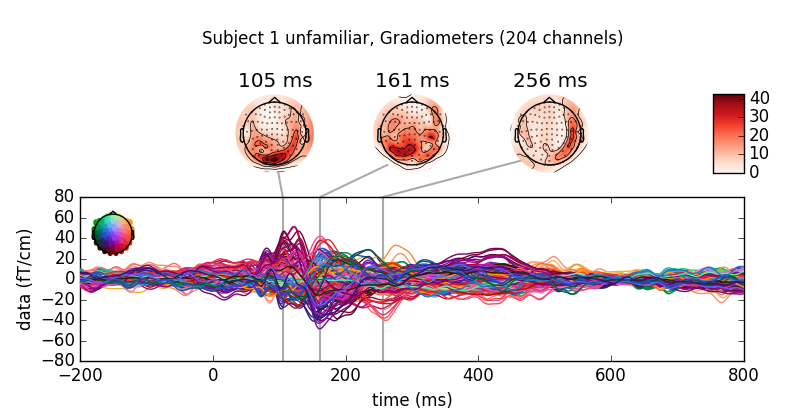 Subject 1 unfamiliar, Gradiometers (204 channels)
105 ms 161 ms 256 ms
40
30
20
10
0
80
60
40
20
0
−20
−40
−60
−80
data (fT/cm)
−200 0 200 400 600 800
time (ms)